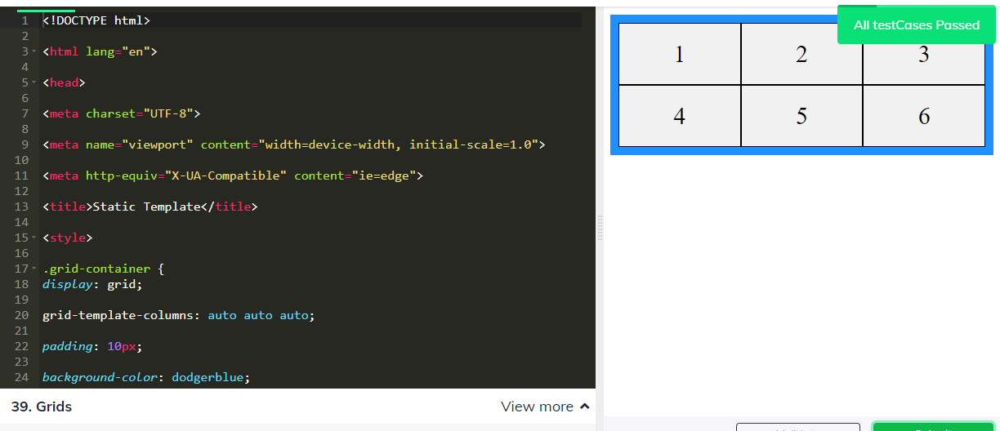 1 <!DOCTYPE html>
2
3 <html lang="en">
4
5 <head>
6
7 <meta charset="UTF-8">
8
9 <meta name="viewport" content="width=device-width, initial-scale=1.0">
10
11 <meta http-equiv="X-UA-Compatible" content="ie=edge">
12
13 <title>Static Template</title>
14
15 <style>
16
17 .grid-container {
18 display: grid;
19
20 grid-template-columns: auto auto auto;
21
22 padding: 10px;
23
24 background-color: dodgerblue;
39. Grids
View more
All testCases Passed
1 2 3
4 5 6